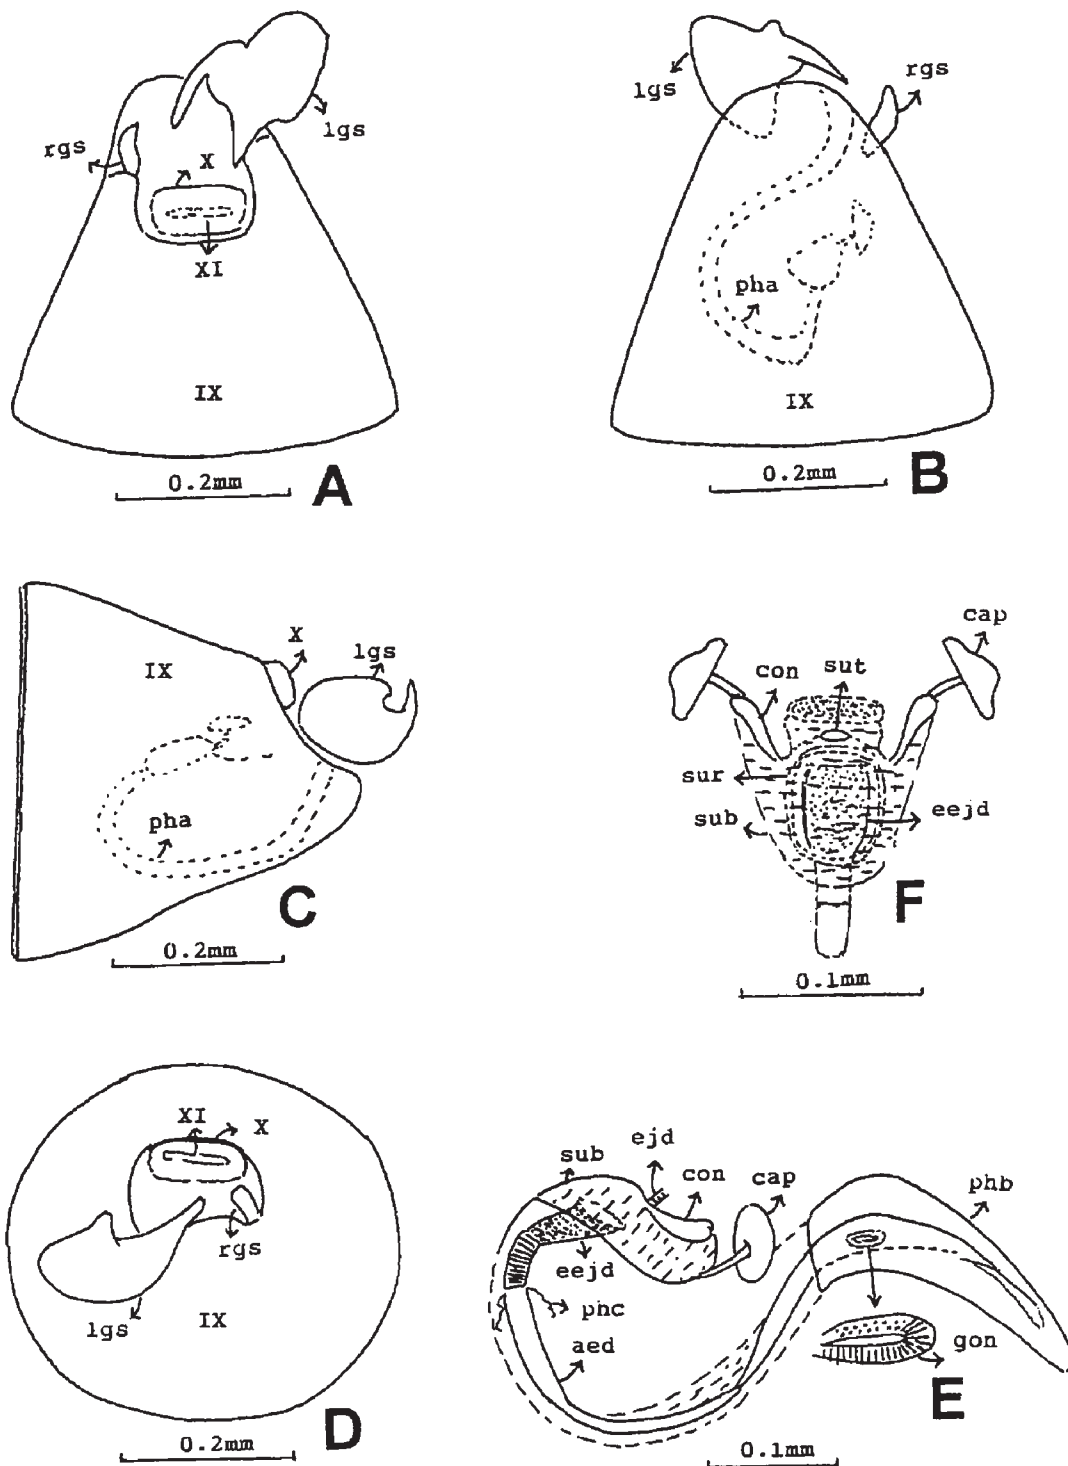 rgs
lgs
X
XI
IX
0.2mm
A
lgs
rgs
pha
IX
0.2mm
B
IX
X
lgs
pha
C
0.2mm
cap
con
sut
sur
sub
eejd
F
0.1mm
XI
X
rgs
lgs
IX
D
0.2mm
sub
ejd
con
cap
phb
eejd
phc
aed
gon
E
0.1mm